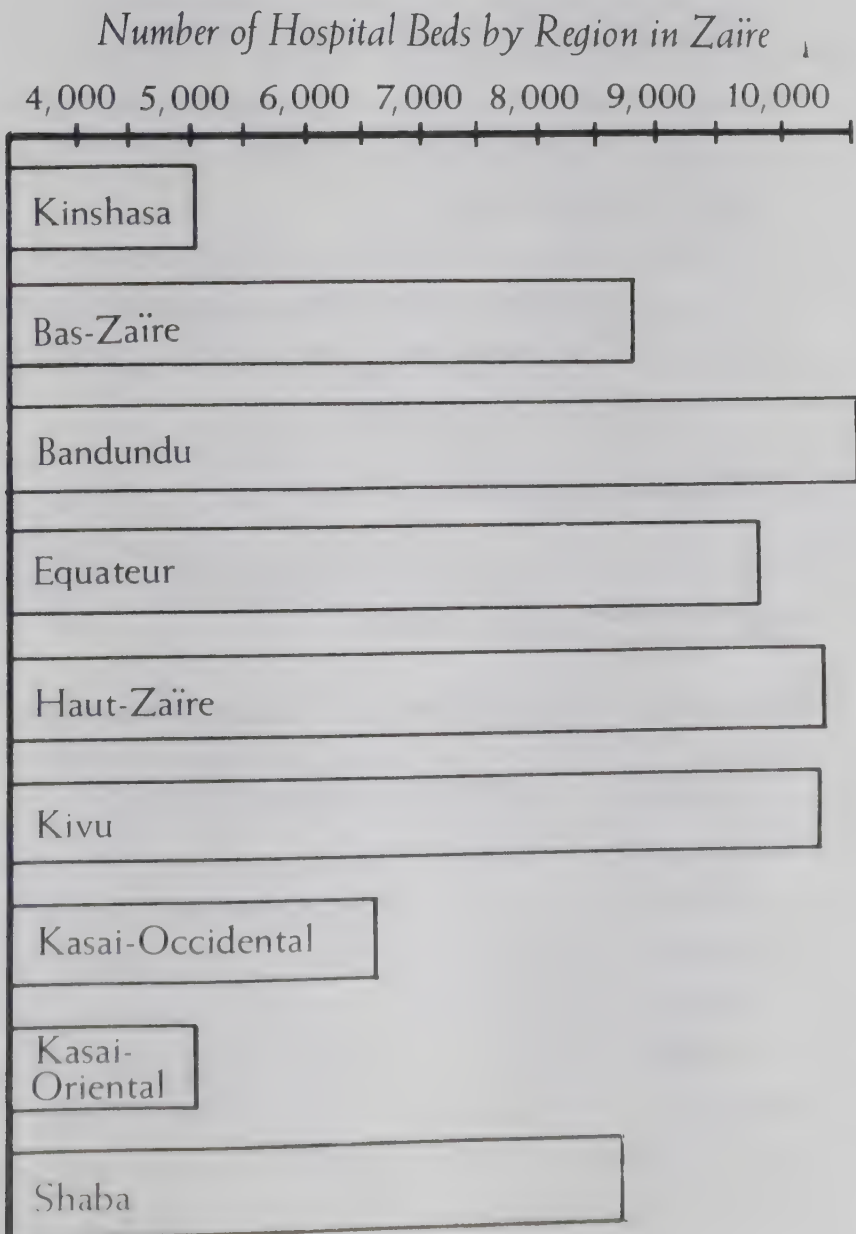 Number of Hospital Beds by Region in Zaïre
4,000 5,000 6,000 7,000 8,000 9,000 10,000
Kinshasa
Bas-Zaïre
Bandundu
Equateur
Haut-Zaïre
Kivu
Kasai-Occidental
Kasai-
Oriental
Shaba